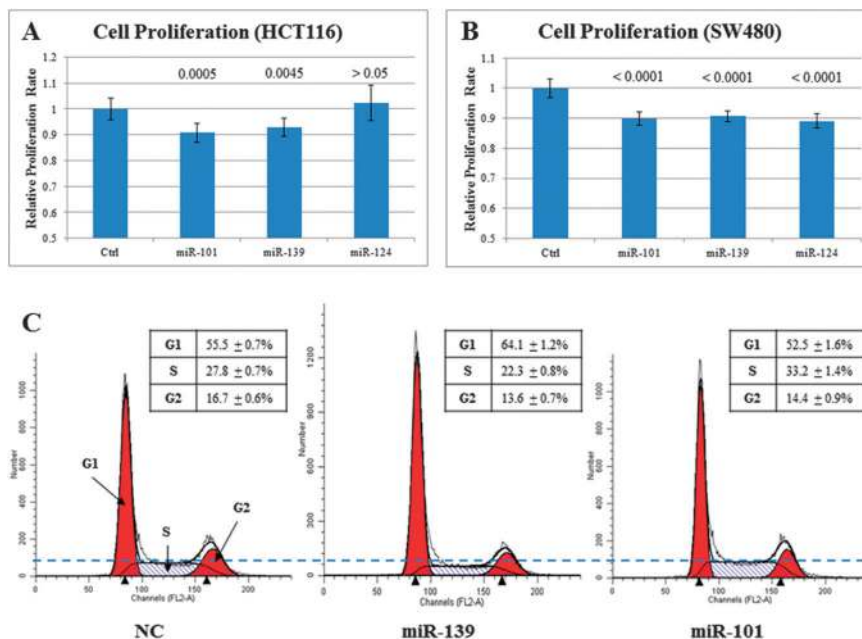 A
Cell Proliferation (HCT116)
Relative Proliferation Rate
1.2
1.1
1
0.9
0.8
0.7
0.6
0.5
0.0005
0.0045
> 0.05
Ctrl
miR-101
miR-139
miR-124
B
Cell Proliferation (SW480)
Relative Proliferation Rate
1.1
1
0.9
0.8
0.7
0.6
0.5
< 0.0001
< 0.0001
< 0.0001
Ctrl
miR-101
miR-139
miR-124
C
G1 55.5 ± 0.7%
S 27.8 ± 0.7%
G2 16.7 ± 0.6%
Number
1000
800
600
400
200
0
G1
S
G2
0 50 100 150 200
Channels (FL2-A)
NC
G1 64.1 ± 1.2%
S 22.3 ± 0.8%
G2 13.6 ± 0.7%
Number
1200
900
600
300
0
0 50 100 150 200
Channels (FL2-A)
miR-139
G1 52.5 ± 1.6%
S 33.2 ± 1.4%
G2 14.4 ± 0.9%
Number
1000
800
600
400
200
0
0 50 100 150 200
Channels (FL2-A)
miR-101